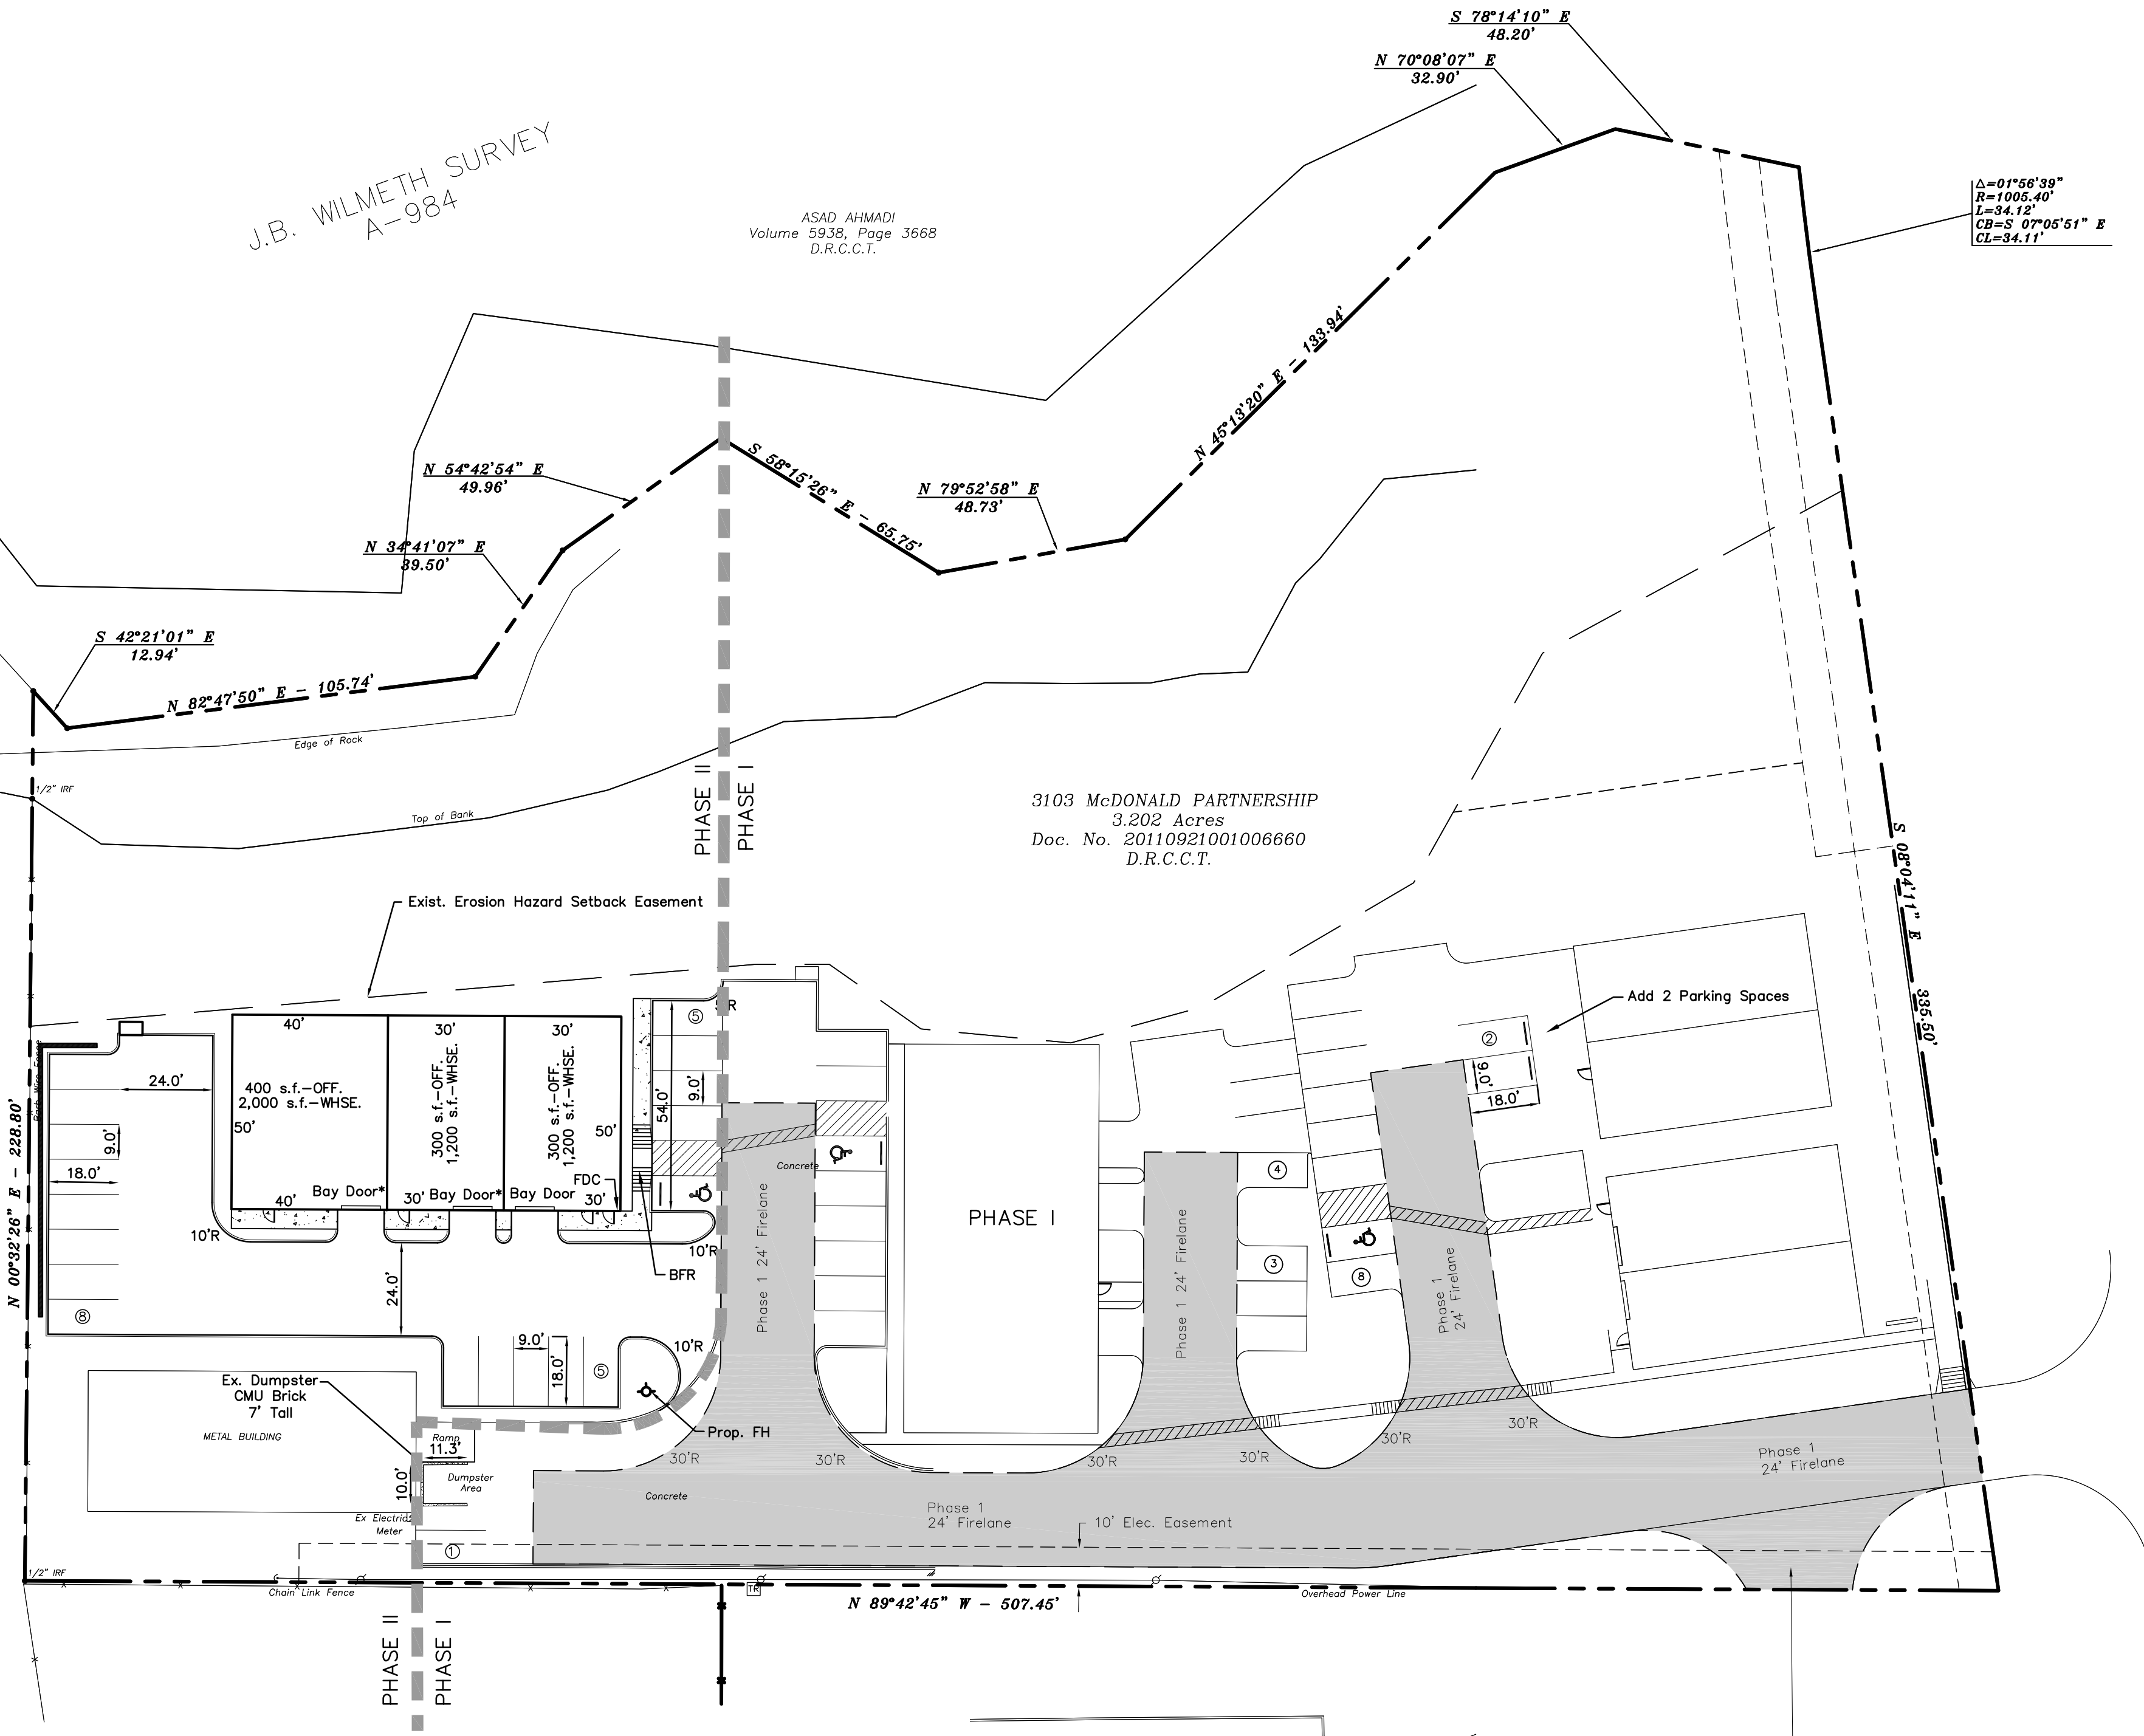 S 78°14'10" E
48.20'
N 70°08'07" E
32.90'
J.B. WILMETH SURVEY
A-984
ASAD AHMADI
Volume 5938, Page 3668
D.R.C.C.T.
Δ=01°56'39"
R=1005.40'
L=34.12'
CB=S 07°05'51" E
CL=34.11'
N 45°13'20" E - 133.94'
N 54°42'54" E
49.96'
S 58°15'26" E - 65.75'
N 79°52'58" E
48.73'
N 34°41'07" E
39.50'
S 42°21'01" E
12.94'
N 82°47'50" E - 105.74'
Edge of Rock
1/2" IRF
Top of Bank
PHASE II
PHASE I
3103 McDONALD PARTNERSHIP
3.202 Acres
Doc. No. 20110921001006660
D.R.C.C.T.
S 08°04'11" E 335.50'
Exist. Erosion Hazard Setback Easement
Add 2 Parking Spaces
Barb Wire Fence
40'
30'
30'
5
2
24.0'
400 s.f.-OFF.
2,000 s.f.-WHSE.
300 s.f.-OFF.
1,200 s.f.-WHSE.
300 s.f.-OFF.
1,200 s.f.-WHSE.
54.0'
9.0'
9.0'
18.0'
50'
50'
9.0'
18.0'
Concrete
FDC
4
40'
Bay Door*
30'
Bay Door*
Bay Door
30'
N 00°32'26" E - 228.80'
10'R
10'R
Phase 1 24' Firelane
PHASE I
Phase 1 24' Firelane
Phase 1
24' Firelane
BFR
3
8
24.0'
8
9.0'
18.0'
5
10'R
Ex. Dumpster
CMU Brick
7' Tall
METAL BUILDING
Prop. FH
Ramp
11.3'
10.0'
Dumpster
Area
30'R
30'R
30'R
30'R
30'R
30'R
Phase 1
24' Firelane
Concrete
Phase 1
24' Firelane
10' Elec. Easement
Ex Electric
Meter
1
1/2" IRF
Chain Link Fence
TR
N 89°42'45" W - 507.45'
Overhead Power Line
PHASE II
PHASE I